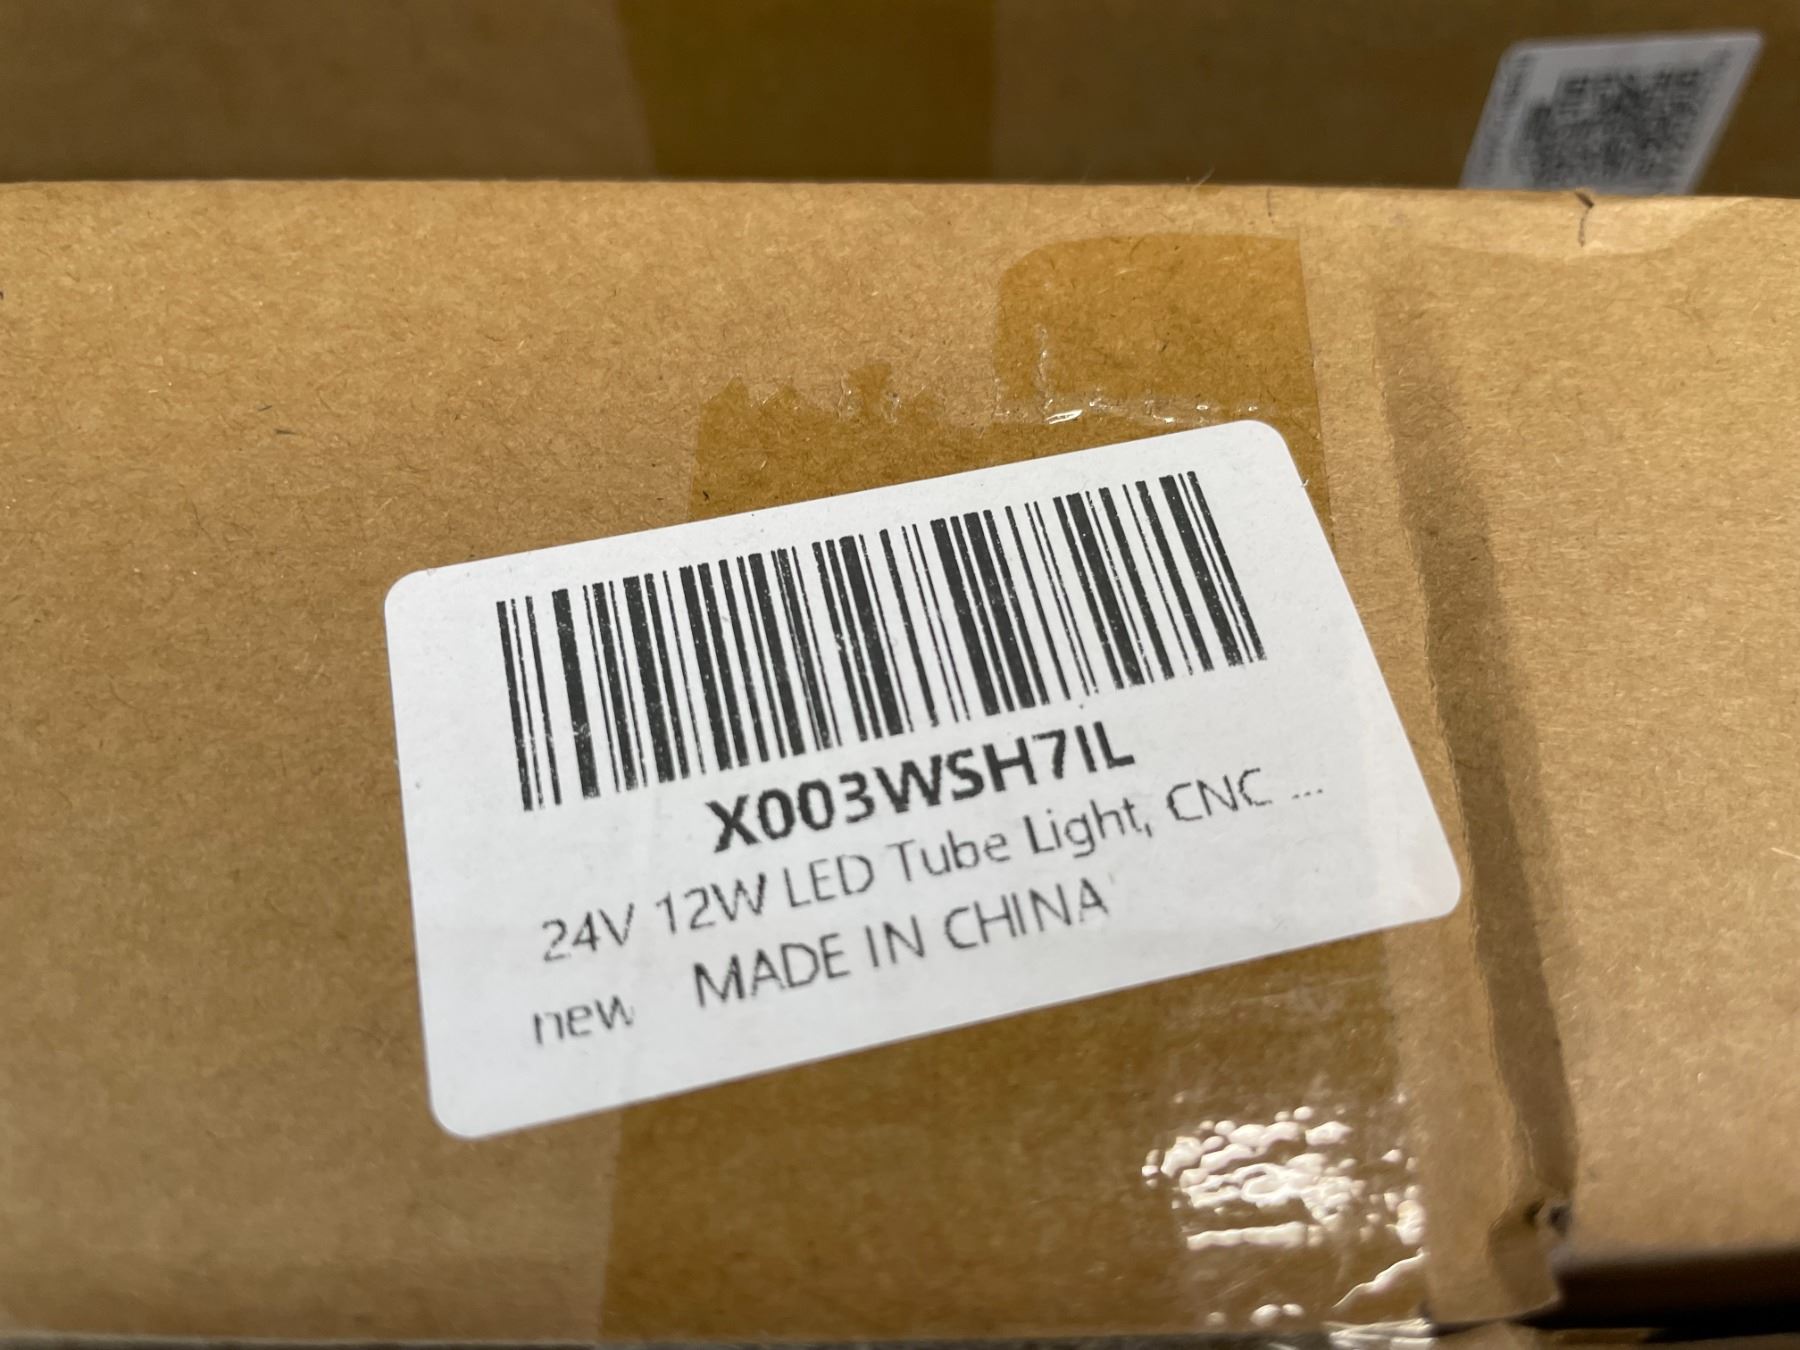 X003WSH7IL
24V 12W LED Tube Light, CNC ...
new MADE IN CHINA